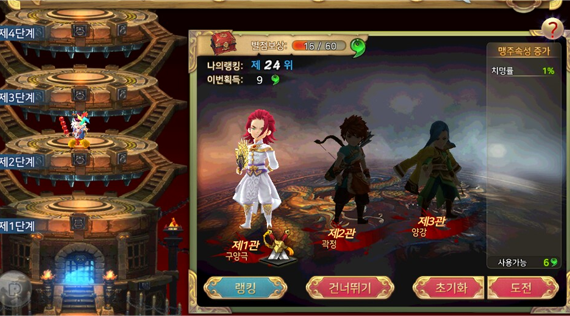 제4단계
제3단계
제2단계
제1단계
?
벌점보상: 16 / 60
나의랭킹: 제 24 위
이번획득: 9
맹주속성 증가
치명률 1%
제1관
구양극
제2관
곽정
제3관
양강
사용가능 6
랭킹
건너뛰기
초기화
도전